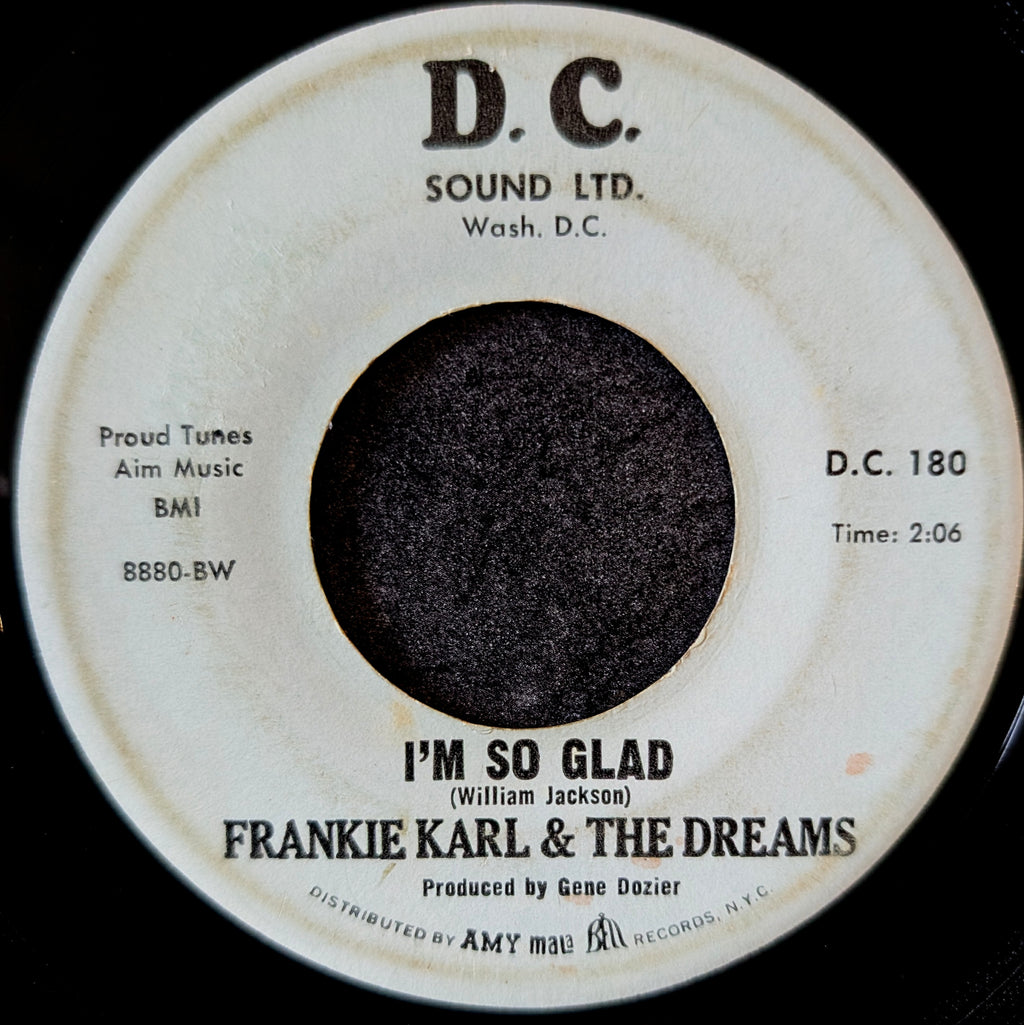 D. C.
SOUND LTD.
Wash. D.C.
Proud Tunes
Aim Music
BMI
8880-BW
D.C. 180
Time: 2:06
I'M SO GLAD
(William Jackson)
FRANKIE KARL & THE DREAMS
Produced by Gene Dozier
DISTRIBUTED BY AMY mala Bell RECORDS, N.Y.C.